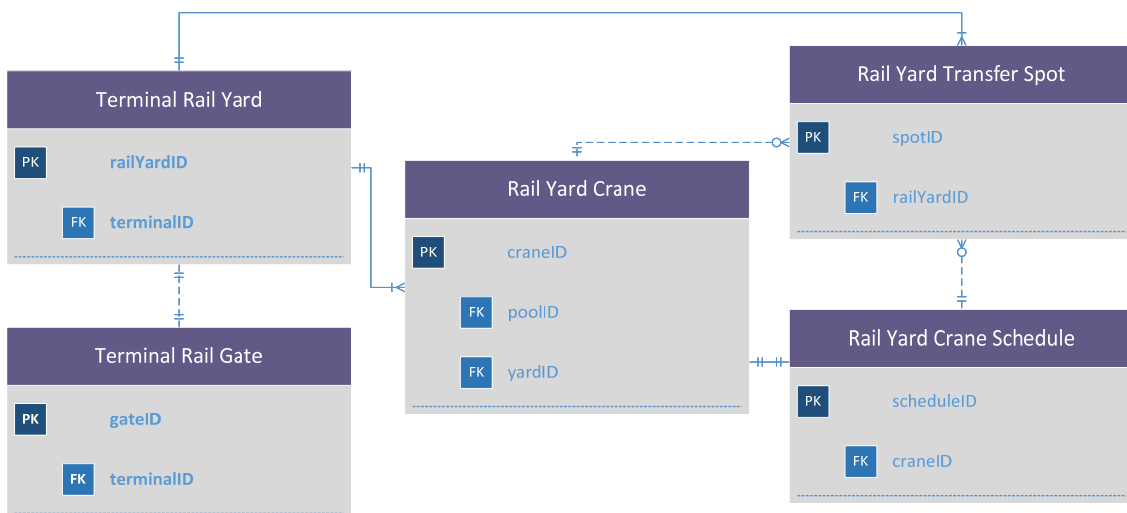 Terminal Rail Yard
PK railYardID
FK terminalID
Terminal Rail Gate
PK gateID
FK terminalID
Rail Yard Crane
PK craneID
FK poolID
FK yardID
Rail Yard Transfer Spot
PK spotID
FK railYardID
Rail Yard Crane Schedule
PK scheduleID
FK craneID